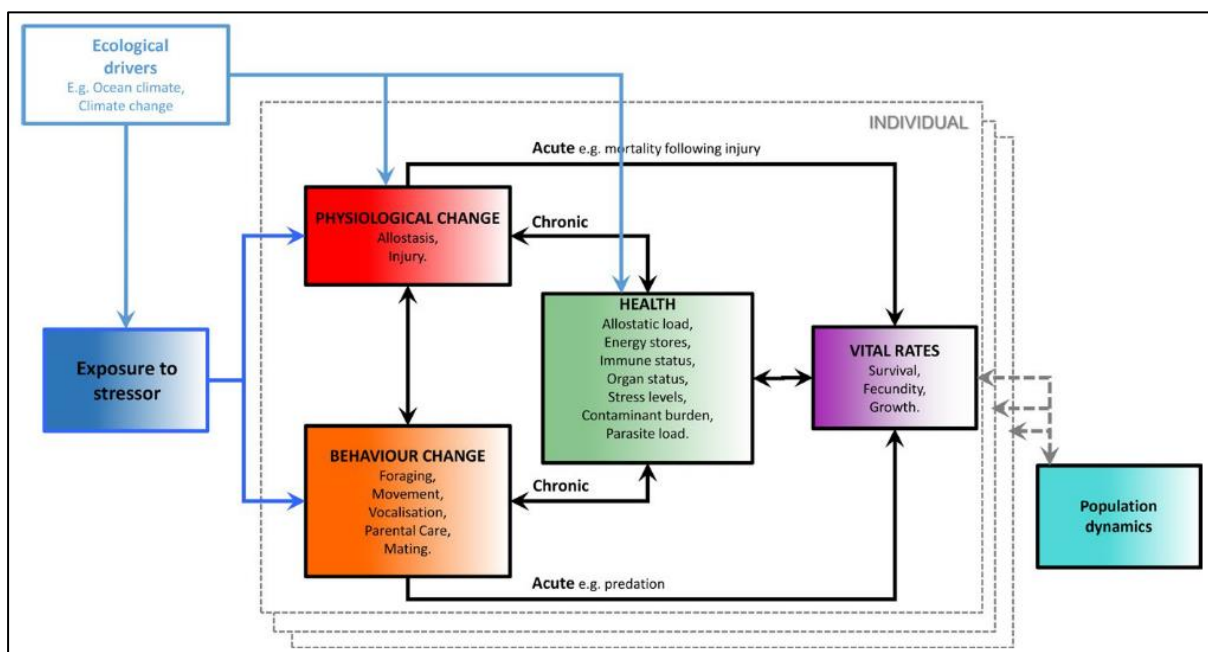 Ecological
drivers
E.g. Ocean climate,
Climate change
INDIVIDUAL
Acute e.g. mortality following injury
PHYSIOLOGICAL CHANGE
Allostasis,
Injury.
Chronic
HEALTH
Allostatic load,
Energy stores,
Immune status,
Organ status,
Stress levels,
Contaminant burden,
Parasite load.
Exposure to
stressor
VITAL RATES
Survival,
Fecundity,
Growth.
BEHAVIOUR CHANGE
Foraging,
Movement,
Vocalisation,
Parental Care,
Mating.
Chronic
Population
dynamics
Acute e.g. predation